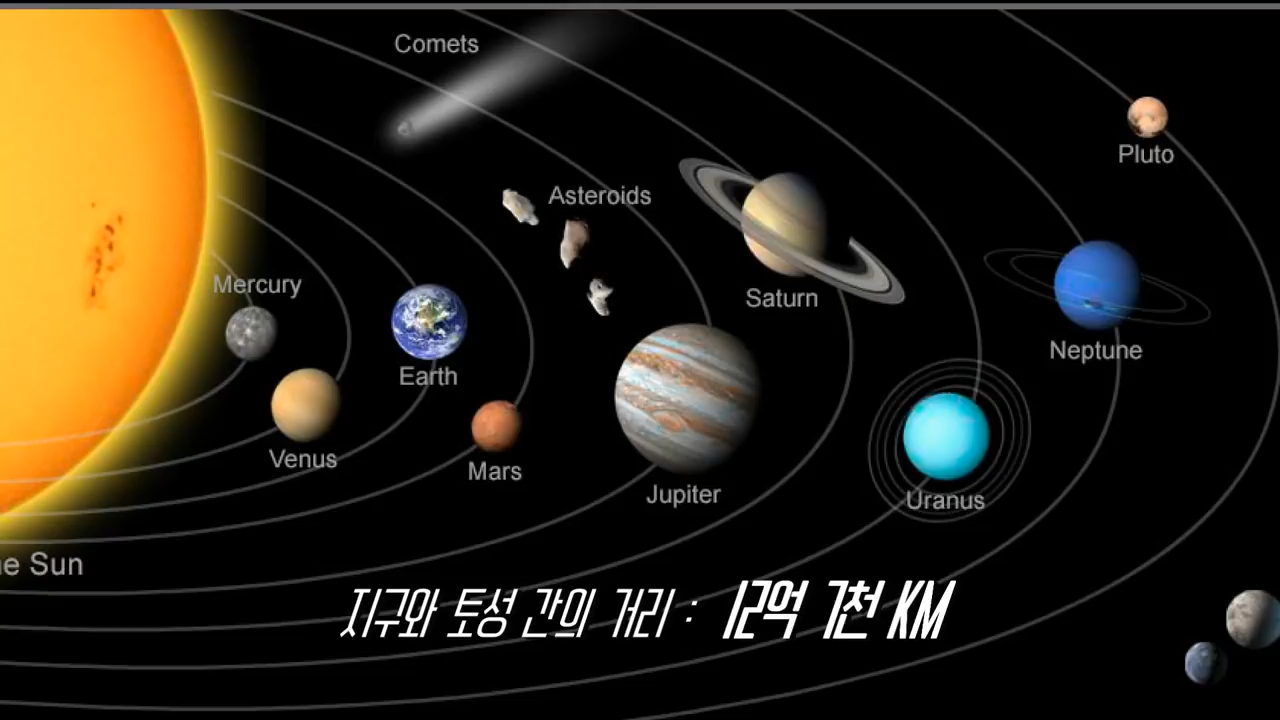 Comets
Pluto
Asteroids
Mercury
Saturn
Neptune
Earth
Venus
Mars
Jupiter
Uranus
he Sun
지구와 토성 간의 거리 : 12억 7천 KM